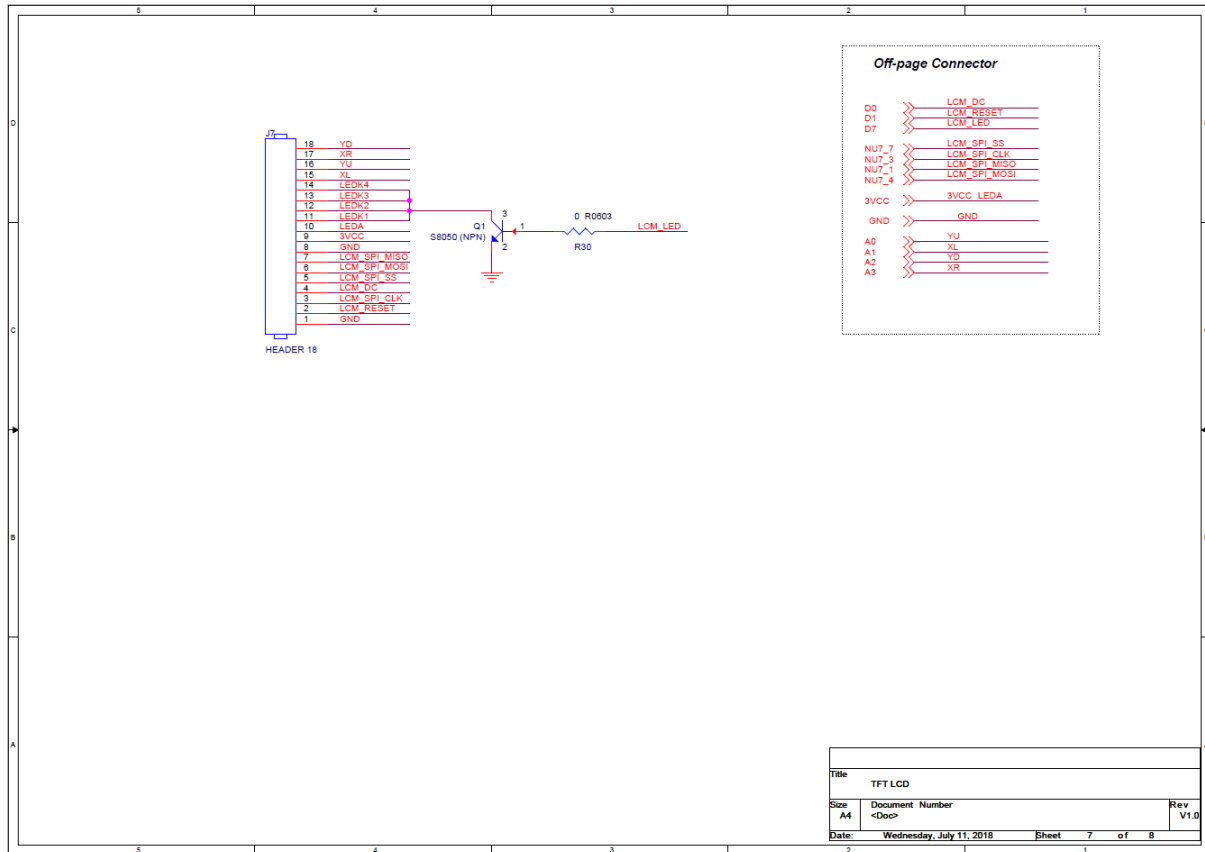 5 4 3 2 1
D
C
B
A
J7
18 YD
17 XR
16 YU
15 XL
14 LEDK4
13 LEDK3
12 LEDK2
11 LEDK1
10 LEDA
9 3VCC
8 GND
7 LCM_SPI_MISO
6 LCM_SPI_MOSI
5 LCM_SPI_SS
4 LCM_DC
3 LCM_SPI_CLK
2 LCM_RESET
1 GND
HEADER 18
Q1
S8050 (NPN)
3
1
2
0 R0603
R30
LCM_LED
Off-page Connector
D0 LCM_DC
D1 LCM_RESET
D7 LCM_LED
NU7_7 LCM_SPI_SS
NU7_3 LCM_SPI_CLK
NU7_1 LCM_SPI_MISO
NU7_4 LCM_SPI_MOSI
3VCC 3VCC LEDA
GND GND
A0 YU
A1 XL
A2 YD
A3 XR
Title
TFT LCD
Size Document Number Rev
A4 <Doc> V1.0
Date: Wednesday, July 11, 2018 Sheet 7 of 8
5 4 3 2 1